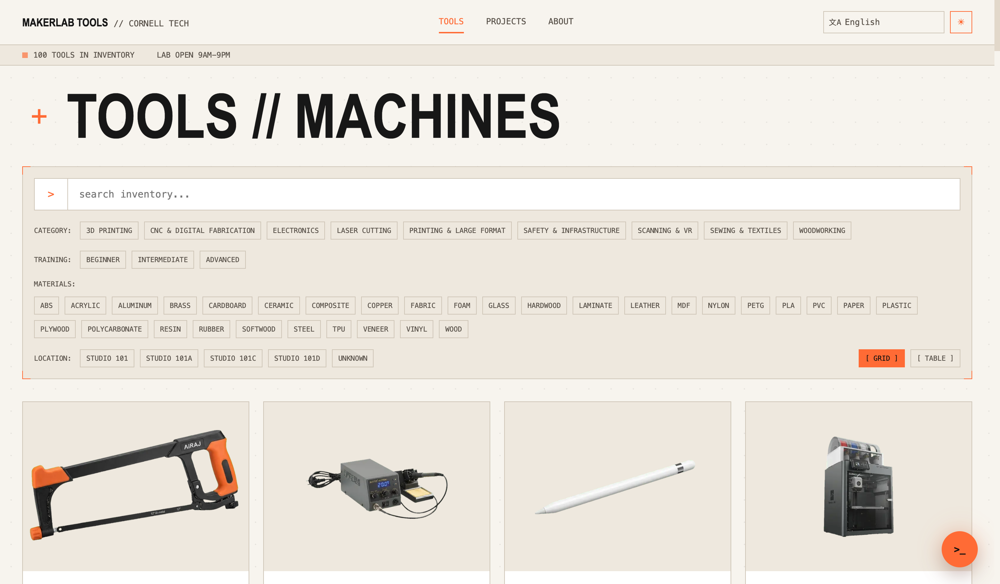 MAKERLAB TOOLS // CORNELL TECH
TOOLS PROJECTS ABOUT
文A English
100 TOOLS IN INVENTORY LAB OPEN 9AM–9PM
+ TOOLS // MACHINES
> search inventory...
CATEGORY: 3D PRINTING CNC & DIGITAL FABRICATION ELECTRONICS LASER CUTTING PRINTING & LARGE FORMAT SAFETY & INFRASTRUCTURE SCANNING & VR SEWING & TEXTILES WOODWORKING
TRAINING: BEGINNER INTERMEDIATE ADVANCED
MATERIALS:
ABS ACRYLIC ALUMINUM BRASS CARDBOARD CERAMIC COMPOSITE COPPER FABRIC FOAM GLASS HARDWOOD LAMINATE LEATHER MDF NYLON PETG PLA PVC PAPER PLASTIC
PLYWOOD POLYCARBONATE RESIN RUBBER SOFTWOOD STEEL TPU VENEER VINYL WOOD
LOCATION: STUDIO 101 STUDIO 101A STUDIO 101C STUDIO 101D UNKNOWN [ GRID ] [ TABLE ]
AiRAJ
12" Bi-metal 12"
>_